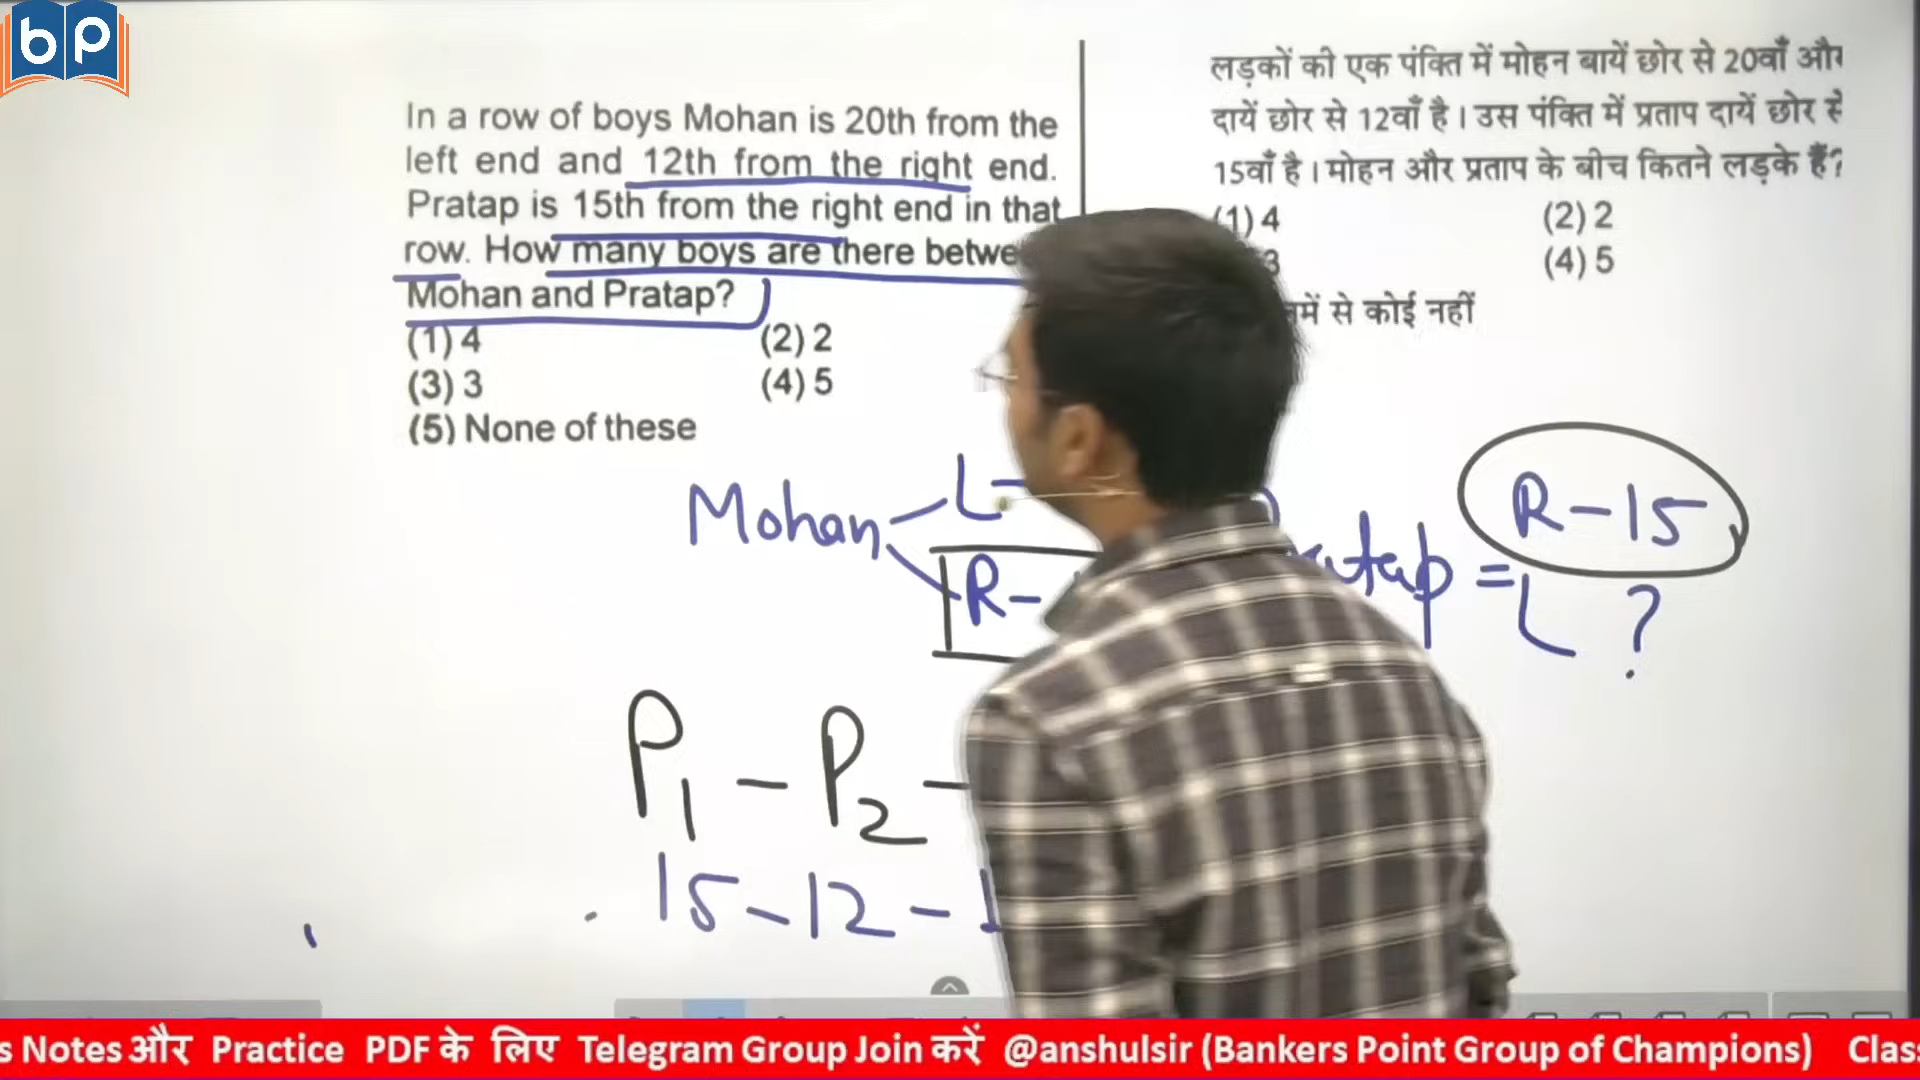 bp
In a row of boys Mohan is 20th from the
left end and 12th from the right end.
Pratap is 15th from the right end in that
row. How many boys are there betwe
Mohan and Pratap?
(1) 4 (2) 2
(3) 3 (4) 5
(5) None of these
लड़कों की एक पंक्ति में मोहन बायें छोर से 20वाँ और
दायें छोर से 12वाँ है। उस पंक्ति में प्रताप दायें छोर से
15वाँ है। मोहन और प्रताप के बीच कितने लड़के हैं?
(1) 4 (2) 2
3 (4) 5
में से कोई नहीं
Mohan L-
R-
atap = R-15
L ?
P1 - P2 -
15-12-1
s Notes और Practice PDF के लिए Telegram Group Join करें @anshulsir (Bankers Point Group of Champions) Class